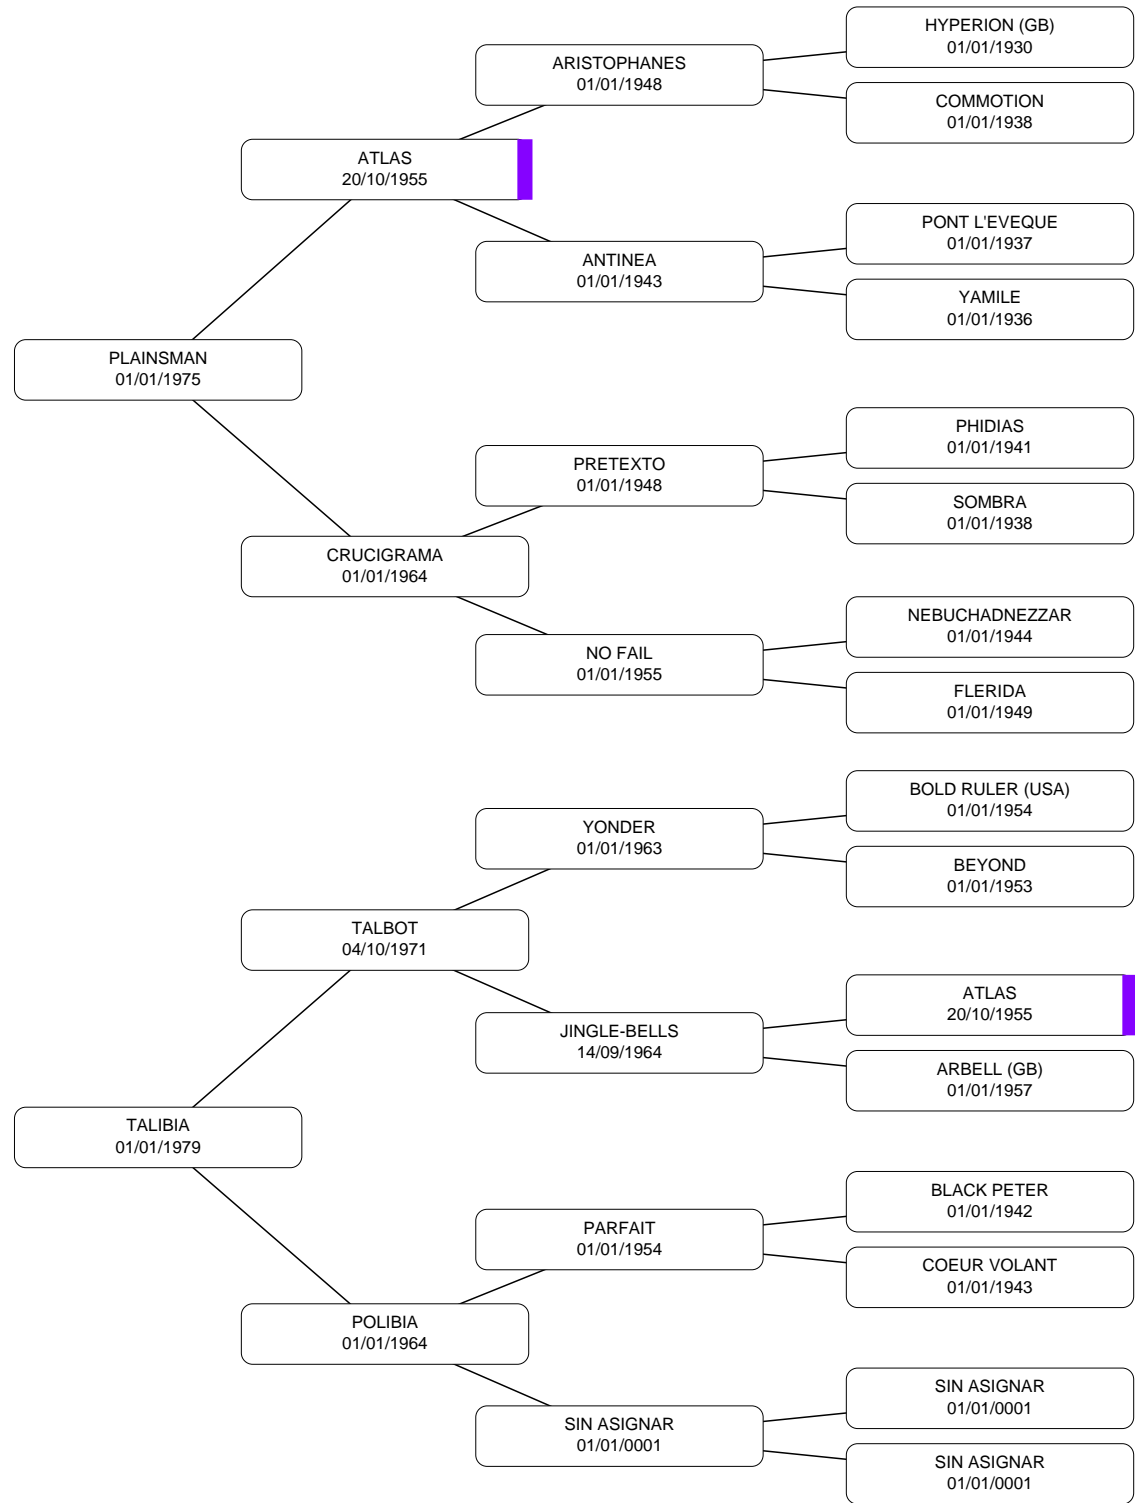 HYPERION (GB)
01/01/1930
ARISTOPHANES
01/01/1948
COMMOTION
01/01/1938
ATLAS
20/10/1955
PONT L'EVEQUE
01/01/1937
ANTINEA
01/01/1943
YAMILE
01/01/1936
PLAINSMAN
01/01/1975
PHIDIAS
01/01/1941
PRETEXTO
01/01/1948
SOMBRA
01/01/1938
CRUCIGRAMA
01/01/1964
NEBUCHADNEZZAR
01/01/1944
NO FAIL
01/01/1955
FLERIDA
01/01/1949
BOLD RULER (USA)
01/01/1954
YONDER
01/01/1963
BEYOND
01/01/1953
TALBOT
04/10/1971
ATLAS
20/10/1955
JINGLE-BELLS
14/09/1964
ARBELL (GB)
01/01/1957
TALIBIA
01/01/1979
BLACK PETER
01/01/1942
PARFAIT
01/01/1954
COEUR VOLANT
01/01/1943
POLIBIA
01/01/1964
SIN ASIGNAR
01/01/0001
SIN ASIGNAR
01/01/0001
SIN ASIGNAR
01/01/0001